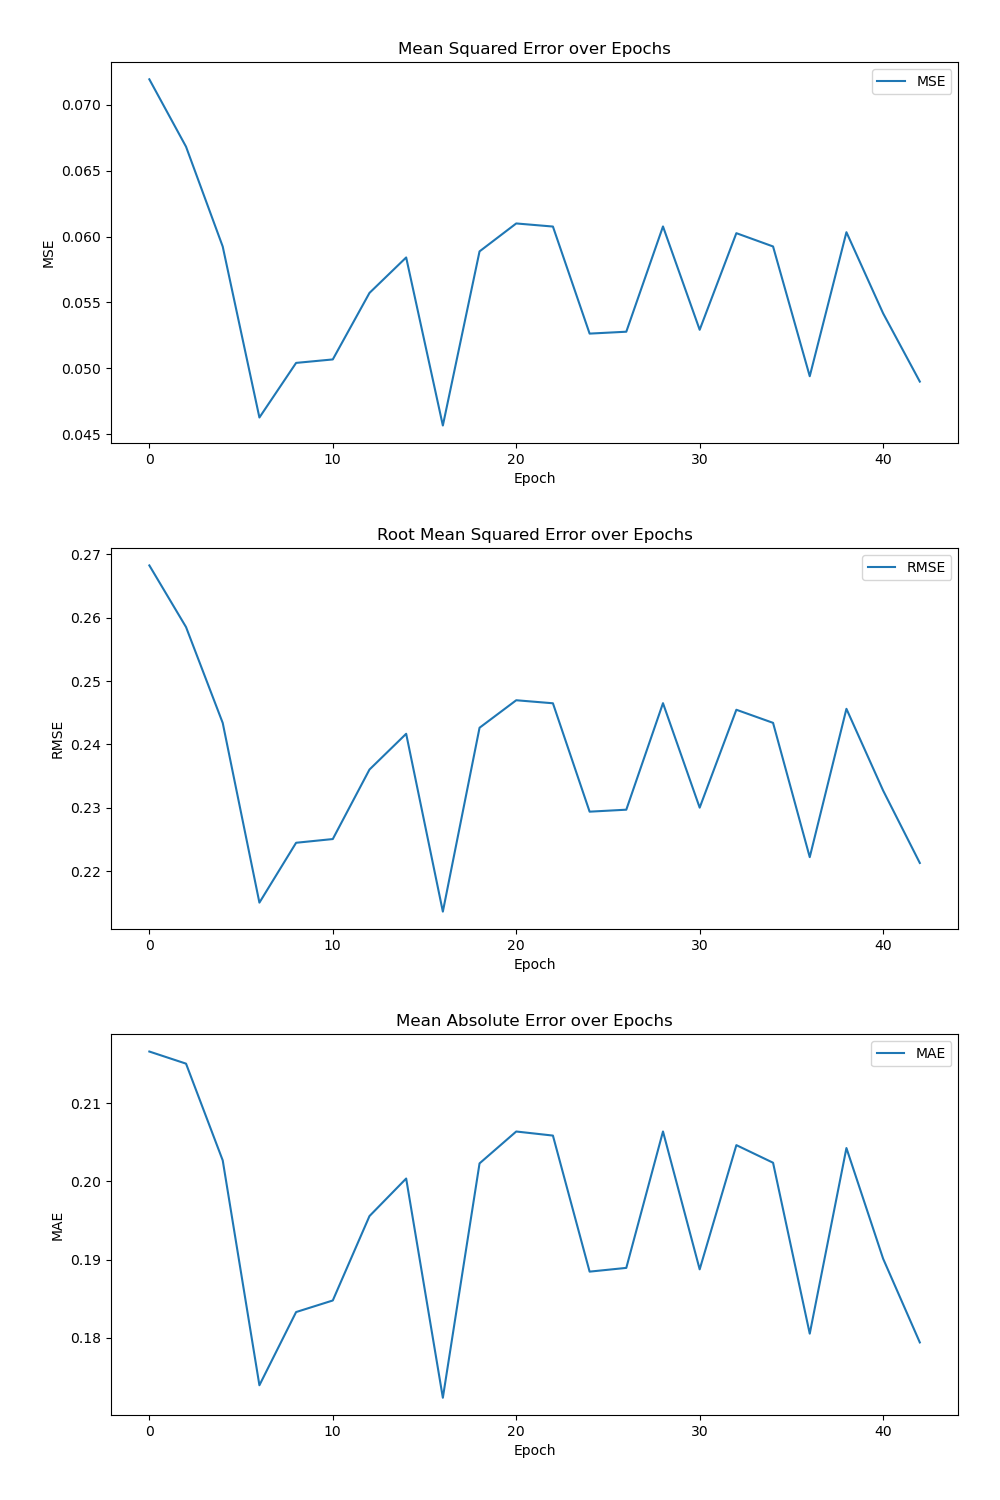 Mean Squared Error over Epochs
MSE
0.070
0.065
0.060
0.055
0.050
0.045
MSE
0 10 20 30 40
Epoch
Root Mean Squared Error over Epochs
RMSE
0.27
0.26
0.25
0.24
0.23
0.22
RMSE
0 10 20 30 40
Epoch
Mean Absolute Error over Epochs
MAE
0.21
0.20
0.19
0.18
MAE
0 10 20 30 40
Epoch